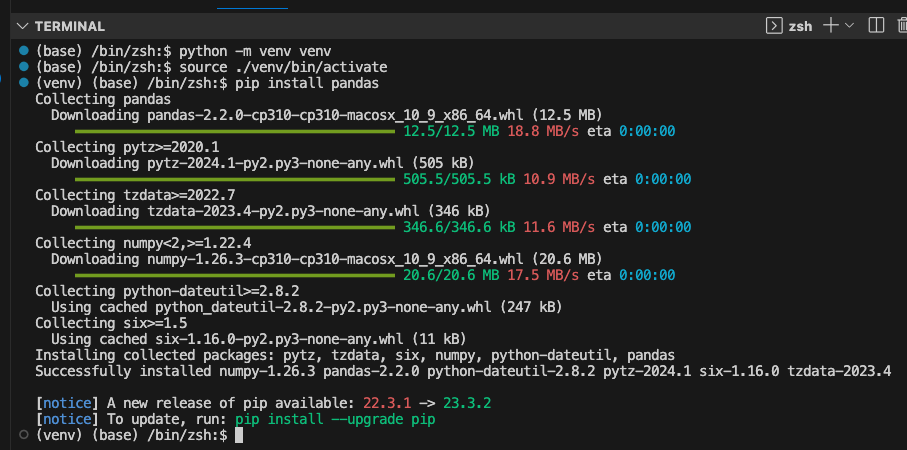 TERMINAL
zsh
(base) /bin/zsh:$ python -m venv venv
(base) /bin/zsh:$ source ./venv/bin/activate
(venv) (base) /bin/zsh:$ pip install pandas
Collecting pandas
Downloading pandas-2.2.0-cp310-cp310-macosx_10_9_x86_64.whl (12.5 MB)
12.5/12.5 MB 18.8 MB/s eta 0:00:00
Collecting pytz>=2020.1
Downloading pytz-2024.1-py2.py3-none-any.whl (505 kB)
505.5/505.5 kB 10.9 MB/s eta 0:00:00
Collecting tzdata>=2022.7
Downloading tzdata-2023.4-py2.py3-none-any.whl (346 kB)
346.6/346.6 kB 11.6 MB/s eta 0:00:00
Collecting numpy<2,>=1.22.4
Downloading numpy-1.26.3-cp310-cp310-macosx_10_9_x86_64.whl (20.6 MB)
20.6/20.6 MB 17.5 MB/s eta 0:00:00
Collecting python-dateutil>=2.8.2
Using cached python_dateutil-2.8.2-py2.py3-none-any.whl (247 kB)
Collecting six>=1.5
Using cached six-1.16.0-py2.py3-none-any.whl (11 kB)
Installing collected packages: pytz, tzdata, six, numpy, python-dateutil, pandas
Successfully installed numpy-1.26.3 pandas-2.2.0 python-dateutil-2.8.2 pytz-2024.1 six-1.16.0 tzdata-2023.4
[notice] A new release of pip available: 22.3.1 -> 23.3.2
[notice] To update, run: pip install --upgrade pip
(venv) (base) /bin/zsh:$